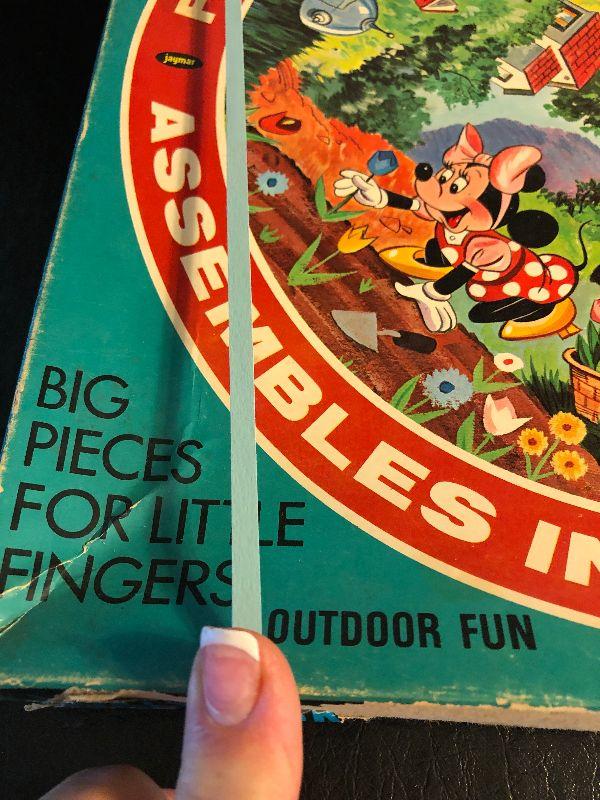 jaymar
ASSEMBLES IN
BIG
PIECES
FOR LITTLE
FINGERS
OUTDOOR FUN